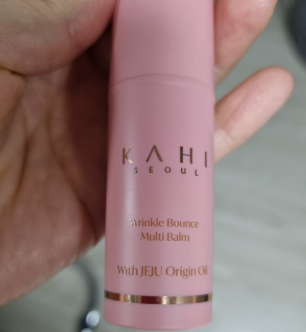 KAHI
SEOUL
Wrinkle Bounce
Multi Balm
With JEJU Origin Oil